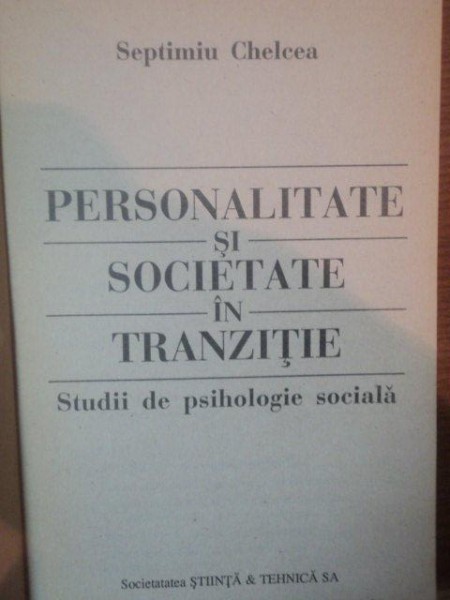 Septimiu Chelcea
PERSONALITATE
ŞI
SOCIETATE
ÎN
TRANZIŢIE
Studii de psihologie socială
Societatatea ŞTIINŢĂ & TEHNICĂ SA